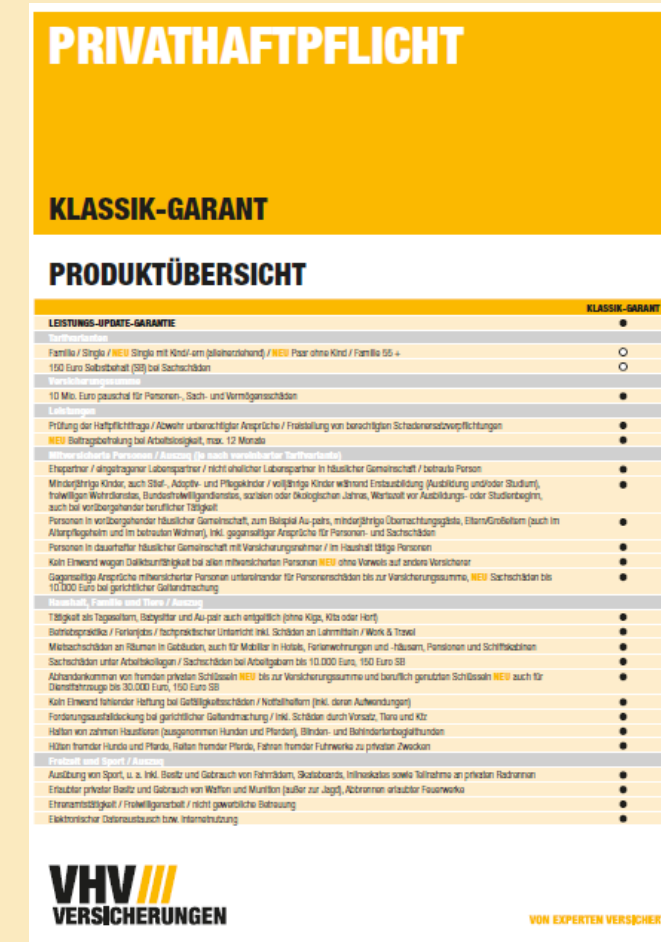 PRIVATHAFTPFLICHT
KLASSIK-GARANT
PRODUKTÜBERSICHT
KLASSIK-GARANT
LEISTUNGS-UPDATE-GARANTIE
Tarifvarianten
Familie / Single / NEU Single mit Kind/-ern (alleinerziehend) / NEU Paar ohne Kind / Familie 55 +
150 Euro Selbstbehalt (SB) bei Sachschäden
Versicherungssumme
10 Mio. Euro pauschal für Personen-, Sach- und Vermögensschäden
Leistungen
Prüfung der Haftpflichtfrage / Abwehr unberechtigter Ansprüche / Freistellung von berechtigten Schadenersatzverpflichtungen
NEU Beitragsbefreiung bei Arbeitslosigkeit, max. 12 Monate
Mitversicherte Personen / Auszug (je nach vereinbarter Tarifvariante)
Ehepartner / eingetragener Lebenspartner / nicht ehelicher Lebenspartner in häuslicher Gemeinschaft / betreute Person
Minderjährige Kinder, auch Stief-, Adoptiv- und Pflegekinder / volljährige Kinder während Erstausbildung (Ausbildung und/oder Studium),
freiwilligen Wehrdienstes, Bundesfreiwilligendienstes, sozialen oder ökologischen Jahres, Wartezeit vor Ausbildungs- oder Studienbeginn,
auch bei vorübergehender beruflicher Tätigkeit
Personen in vorübergehender häuslicher Gemeinschaft, zum Beispiel Au-pairs, minderjährige Übernachtungsgäste, Eltern/Großeltern (auch im
Altenpflegeheim und im betreuten Wohnen), inkl. gegenseitiger Ansprüche für Personen- und Sachschäden
Personen in dauerhafter häuslicher Gemeinschaft mit Versicherungsnehmer / im Haushalt tätige Personen
Kein Einwand wegen Deliktsunfähigkeit bei allen mitversicherten Personen NEU ohne Verweis auf andere Versicherer
Gegenseitige Ansprüche mitversicherter Personen untereinander für Personenschäden bis zur Versicherungssumme, NEU Sachschäden bis
10.000 Euro bei gerichtlicher Geltendmachung
Haushalt, Familie und Tiere / Auszug
Tätigkeit als Tageseltern, Babysitter und Au-pair auch entgeltlich (ohne Kiga, Kita oder Hort)
Betriebspraktika / Ferienjobs / fachpraktischer Unterricht inkl. Schäden an Lehrmitteln / Work & Travel
Mietsachschäden an Räumen in Gebäuden, auch für Mobiliar in Hotels, Ferienwohnungen und -häusern, Pensionen und Schiffskabinen
Sachschäden unter Arbeitskollegen / Sachschäden bei Arbeitgebern bis 10.000 Euro, 150 Euro SB
Abhandenkommen von fremden privaten Schlüsseln NEU bis zur Versicherungssumme und beruflich genutzten Schlüsseln NEU auch für
Dienstfahrzeuge bis 30.000 Euro, 150 Euro SB
Kein Einwand fehlender Haftung bei Gefälligkeitsschäden / Notfallhelfern (inkl. deren Aufwendungen)
Forderungsausfalldeckung bei gerichtlicher Geltendmachung / inkl. Schäden durch Vorsatz, Tiere und Kfz
Halten von zahmen Haustieren (ausgenommen Hunden und Pferden), Blinden- und Behindertenbegleithunden
Hüten fremder Hunde und Pferde, Reiten fremder Pferde, Fahren fremder Fuhrwerke zu privaten Zwecken
Freizeit und Sport / Auszug
Ausübung von Sport, u. a. inkl. Besitz und Gebrauch von Fahrrädern, Skateboards, Inlineskates sowie Teilnahme an privaten Radrennen
Erlaubter privater Besitz und Gebrauch von Waffen und Munition (außer zur Jagd), Abbrennen erlaubter Feuerwerke
Ehrenamtstätigkeit / Freiwilligenarbeit / nicht gewerbliche Betreuung
Elektronischer Datenaustausch bzw. Internetnutzung
VHV
VERSICHERUNGEN
VON EXPERTEN VERSICHER